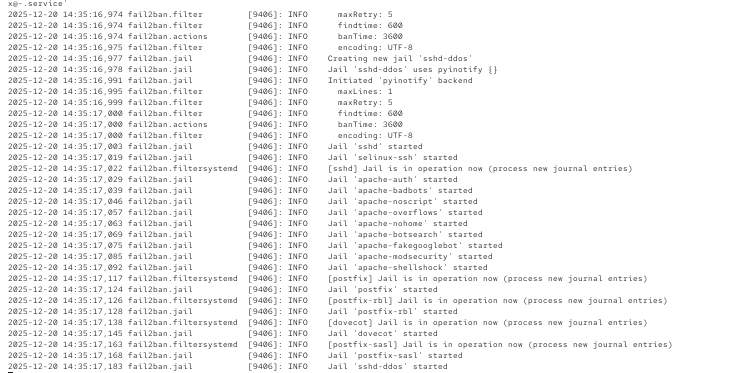 x@-.service'
2025-12-20 14:35:16,974 fail2ban.filter         [9406]: INFO      maxRetry: 5
2025-12-20 14:35:16,974 fail2ban.filter         [9406]: INFO      findtime: 600
2025-12-20 14:35:16,974 fail2ban.actions        [9406]: INFO      banTime: 3600
2025-12-20 14:35:16,975 fail2ban.filter         [9406]: INFO      encoding: UTF-8
2025-12-20 14:35:16,977 fail2ban.jail           [9406]: INFO    Creating new jail 'sshd-ddos'
2025-12-20 14:35:16,978 fail2ban.jail           [9406]: INFO    Jail 'sshd-ddos' uses pyinotify {}
2025-12-20 14:35:16,991 fail2ban.jail           [9406]: INFO    Initiated 'pyinotify' backend
2025-12-20 14:35:16,995 fail2ban.filter         [9406]: INFO      maxLines: 1
2025-12-20 14:35:16,999 fail2ban.filter         [9406]: INFO      maxRetry: 5
2025-12-20 14:35:17,000 fail2ban.filter         [9406]: INFO      findtime: 600
2025-12-20 14:35:17,000 fail2ban.actions        [9406]: INFO      banTime: 3600
2025-12-20 14:35:17,000 fail2ban.filter         [9406]: INFO      encoding: UTF-8
2025-12-20 14:35:17,003 fail2ban.jail           [9406]: INFO    Jail 'sshd' started
2025-12-20 14:35:17,019 fail2ban.jail           [9406]: INFO    Jail 'selinux-ssh' started
2025-12-20 14:35:17,022 fail2ban.filtersystemd  [9406]: INFO    [sshd] Jail is in operation now (process new journal entries)
2025-12-20 14:35:17,029 fail2ban.jail           [9406]: INFO    Jail 'apache-auth' started
2025-12-20 14:35:17,039 fail2ban.jail           [9406]: INFO    Jail 'apache-badbots' started
2025-12-20 14:35:17,046 fail2ban.jail           [9406]: INFO    Jail 'apache-noscript' started
2025-12-20 14:35:17,057 fail2ban.jail           [9406]: INFO    Jail 'apache-overflows' started
2025-12-20 14:35:17,063 fail2ban.jail           [9406]: INFO    Jail 'apache-nohome' started
2025-12-20 14:35:17,069 fail2ban.jail           [9406]: INFO    Jail 'apache-botsearch' started
2025-12-20 14:35:17,075 fail2ban.jail           [9406]: INFO    Jail 'apache-fakegooglebot' started
2025-12-20 14:35:17,085 fail2ban.jail           [9406]: INFO    Jail 'apache-modsecurity' started
2025-12-20 14:35:17,092 fail2ban.jail           [9406]: INFO    Jail 'apache-shellshock' started
2025-12-20 14:35:17,117 fail2ban.filtersystemd  [9406]: INFO    [postfix] Jail is in operation now (process new journal entries)
2025-12-20 14:35:17,124 fail2ban.jail           [9406]: INFO    Jail 'postfix' started
2025-12-20 14:35:17,126 fail2ban.filtersystemd  [9406]: INFO    [postfix-rbl] Jail is in operation now (process new journal entries)
2025-12-20 14:35:17,128 fail2ban.jail           [9406]: INFO    Jail 'postfix-rbl' started
2025-12-20 14:35:17,138 fail2ban.filtersystemd  [9406]: INFO    [dovecot] Jail is in operation now (process new journal entries)
2025-12-20 14:35:17,145 fail2ban.jail           [9406]: INFO    Jail 'dovecot' started
2025-12-20 14:35:17,163 fail2ban.filtersystemd  [9406]: INFO    [postfix-sasl] Jail is in operation now (process new journal entries)
2025-12-20 14:35:17,168 fail2ban.jail           [9406]: INFO    Jail 'postfix-sasl' started
2025-12-20 14:35:17,183 fail2ban.jail           [9406]: INFO    Jail 'sshd-ddos' started